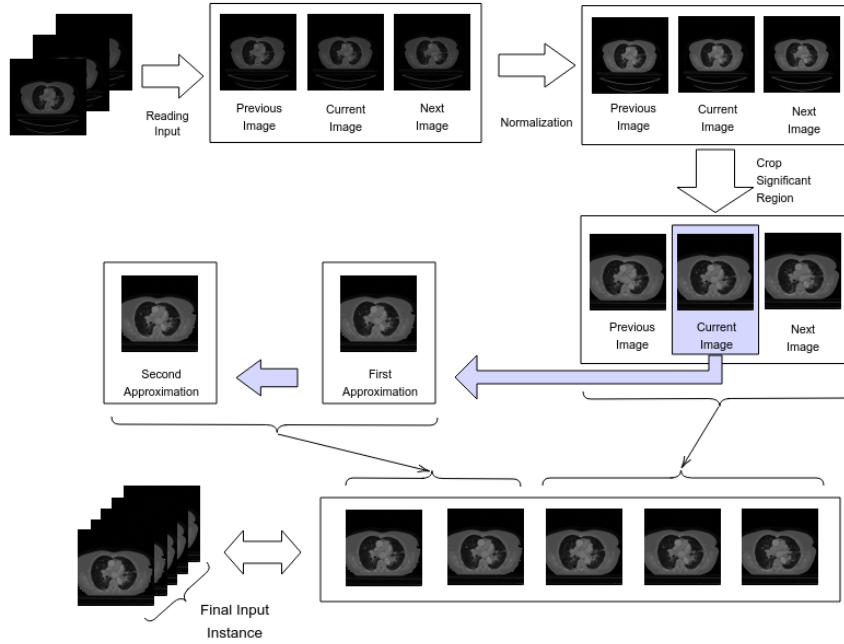 Reading
Input
Previous
Image
Current
Image
Next
Image
Normalization
Previous
Image
Current
Image
Next
Image
Crop
Significant
Region
Previous
Image
Current
Image
Next
Image
First
Approximation
Second
Approximation
Final Input
Instance